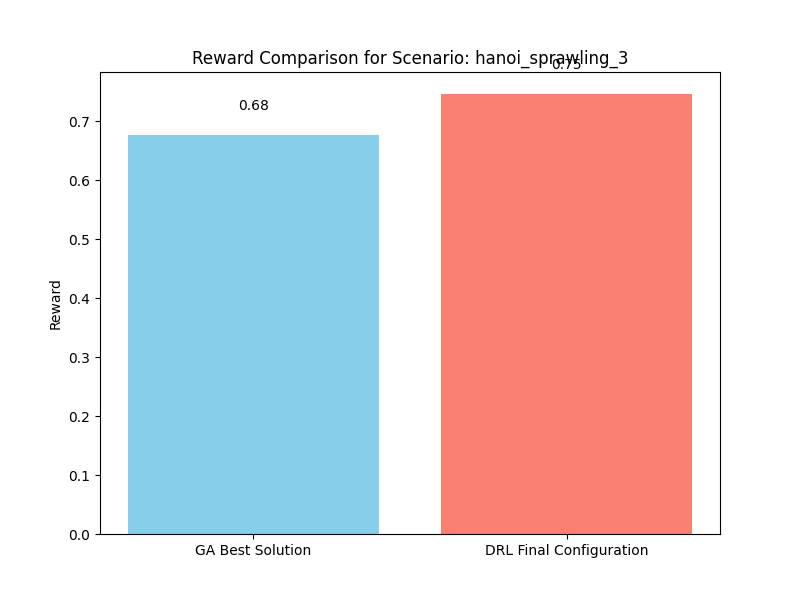 Reward Comparison for Scenario: hanoi_sprawling_3
0.75
0.68
0.7
0.6
0.5
0.4
0.3
0.2
0.1
0.0
Reward
GA Best Solution
DRL Final Configuration